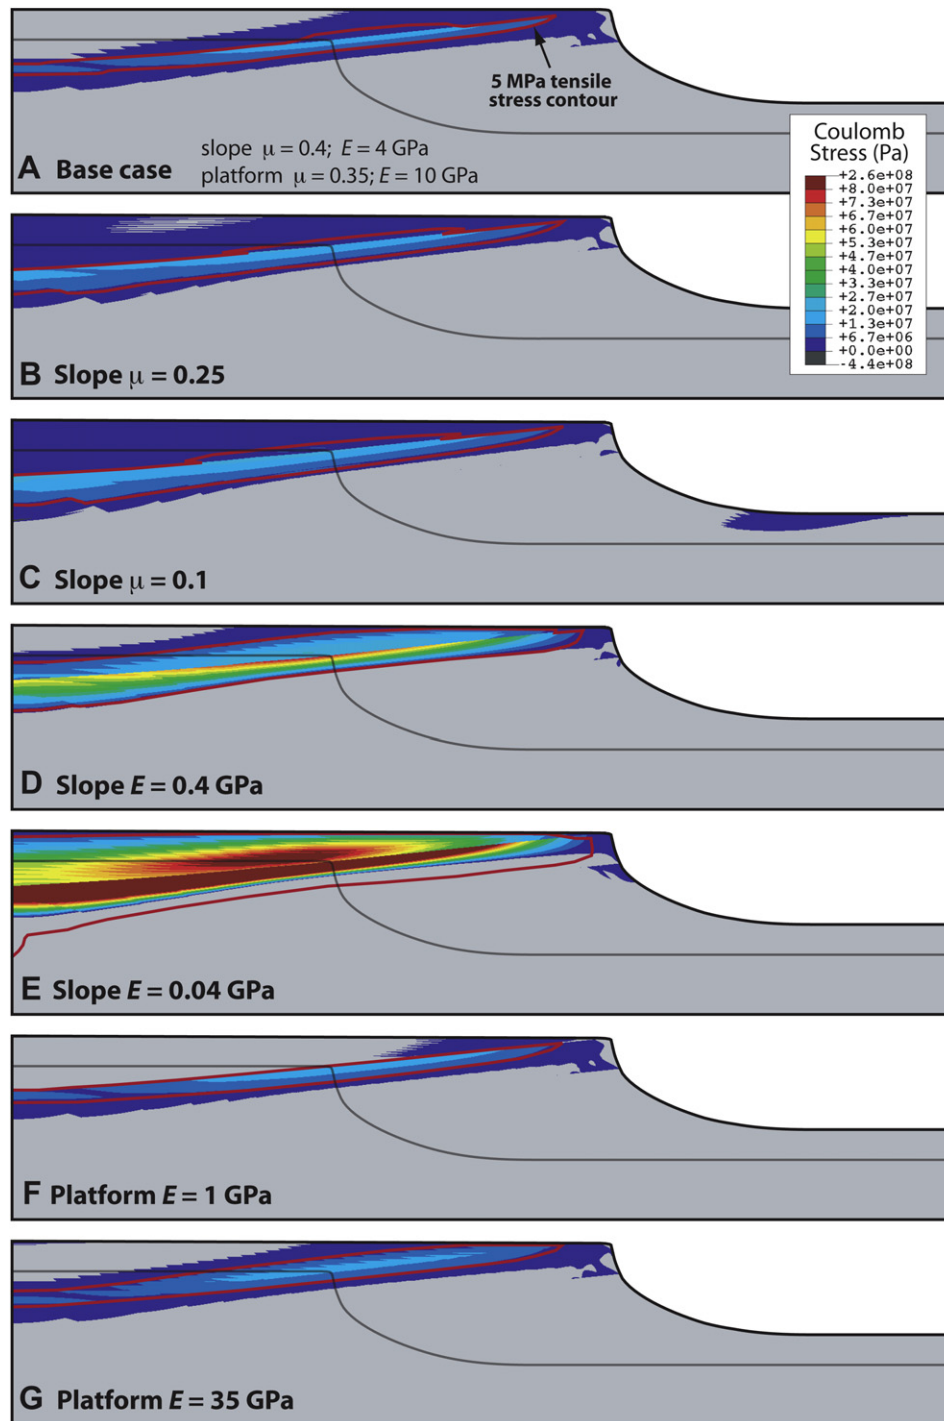 5 MPa tensile
stress contour
slope μ = 0.4; E = 4 GPa
platform μ = 0.35; E = 10 GPa
A Base case
Coulomb
Stress (Pa)
+2.6e+08
+8.0e+07
+7.3e+07
+6.7e+07
+6.0e+07
+5.3e+07
+4.7e+07
+4.0e+07
+3.3e+07
+2.7e+07
+2.0e+07
+1.3e+07
+6.7e+06
+0.0e+00
-4.4e+08
B Slope μ = 0.25
C Slope μ = 0.1
D Slope E = 0.4 GPa
E Slope E = 0.04 GPa
F Platform E = 1 GPa
G Platform E = 35 GPa